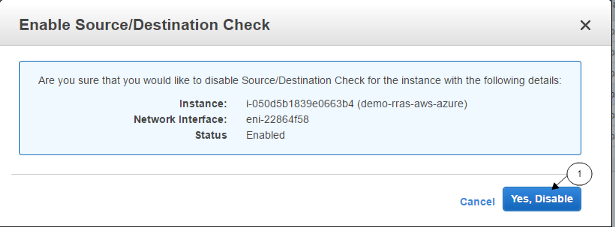 Enable Source/Destination Check
Are you sure that you would like to disable Source/Destination Check for the instance with the following details:
Instance: i-050d5b1839e0663b4 (demo-rras-aws-azure)
Network Interface: eni-22864f58
Status Enabled
1
Cancel Yes, Disable